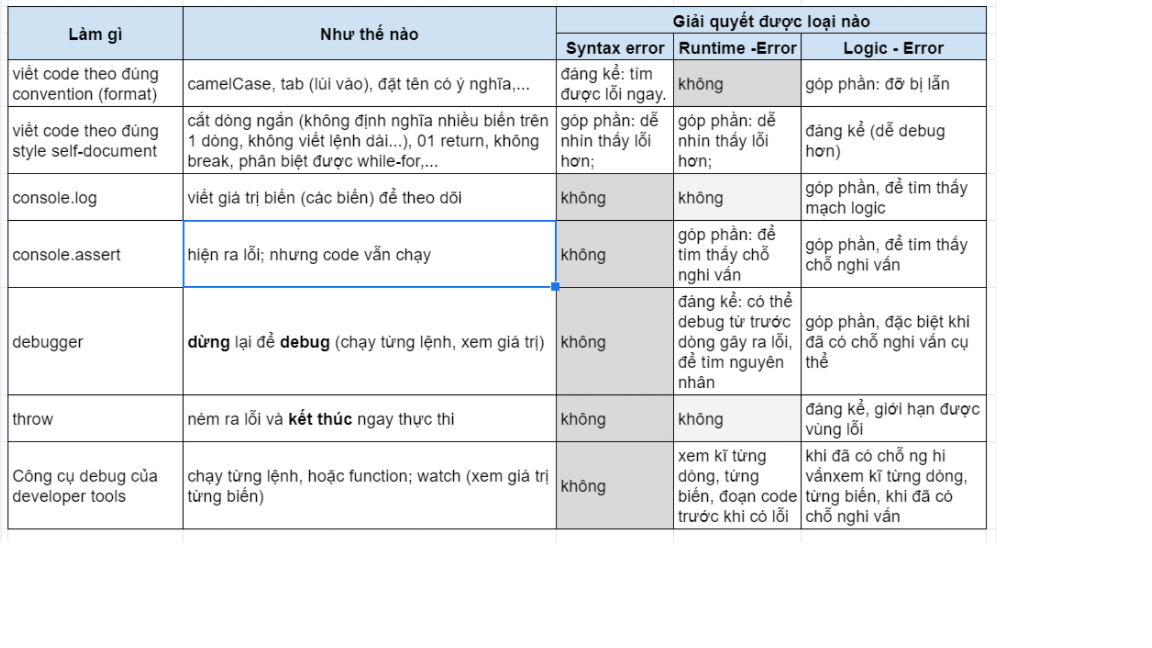 Làm gì
Như thế nào
Giải quyết được loại nào
Syntax error
Runtime -Error
Logic - Error
viết code theo đúng
convention (format)
camelCase, tab (lùi vào), đặt tên có ý nghĩa,...
đáng kể: tìm
được lỗi ngay.
không
góp phần: đỡ bị lẫn
viết code theo đúng
style self-document
cắt dòng ngắn (không định nghĩa nhiều biến trên
1 dòng, không viết lệnh dài...), 01 return, không
break, phân biệt được while-for,...
góp phần: dễ
nhìn thấy lỗi
hơn;
góp phần: dễ
nhìn thấy lỗi
hơn;
đáng kể (dễ debug
hơn)
console.log
viết giá trị biến (các biến) để theo dõi
không
không
góp phần, để tìm thấy
mạch logic
console.assert
hiện ra lỗi; nhưng code vẫn chạy
không
góp phần: để
tìm thấy chỗ
nghi vấn
góp phần, để tìm thấy
chỗ nghi vấn
debugger
dừng lại để debug (chạy từng lệnh, xem giá trị)
không
đáng kể: có thể
debug từ trước
dòng gây ra lỗi,
để tìm nguyên
nhân
góp phần, đặc biệt khi
đã có chỗ nghi vấn cụ
thể
throw
ném ra lỗi và kết thúc ngay thực thi
không
không
đáng kể, giới hạn được
vùng lỗi
Công cụ debug của
developer tools
chạy từng lệnh, hoặc function; watch (xem giá trị
từng biến)
không
xem kĩ từng
dòng, từng
biến, đoạn code
trước khi có lỗi
khi đã có chỗ ng hi
vấnxem kĩ từng dòng,
từng biến, khi đã có
chỗ nghi vấn